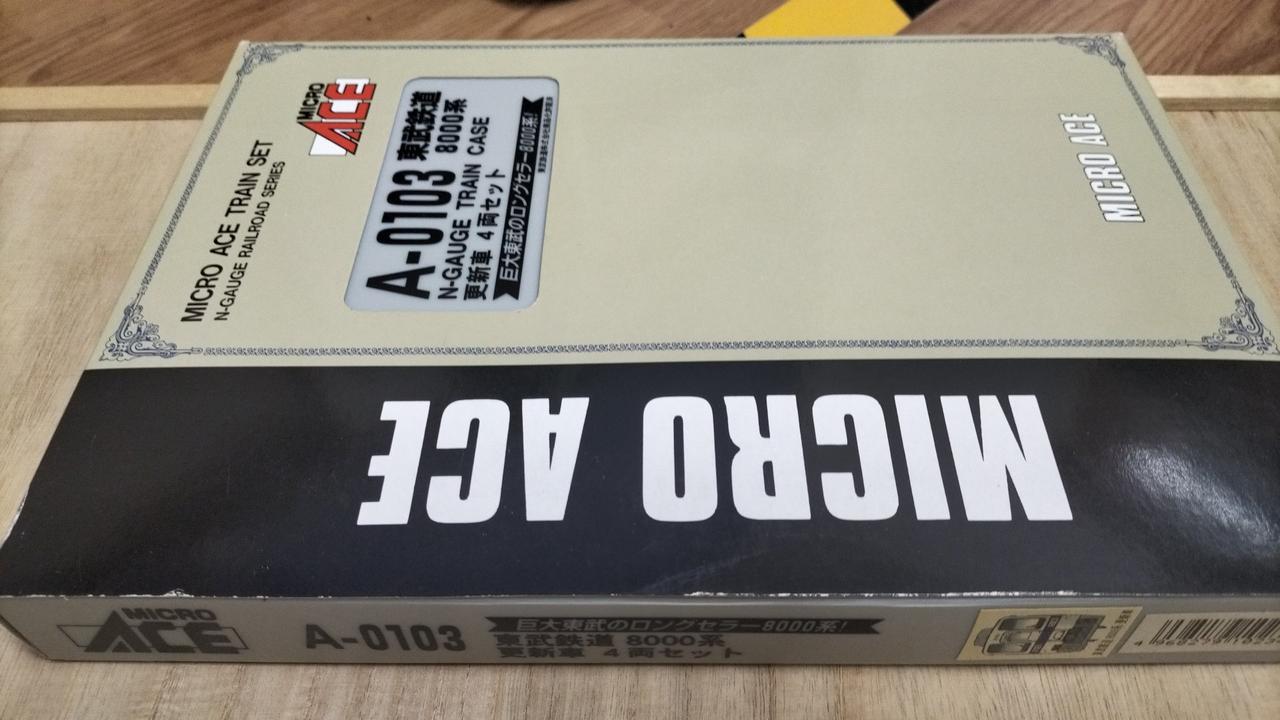 MICRO ACE TRAIN SET
N-GAUGE RAILROAD SERIES
MICRO
ACE
A-0103 東武鉄道 8000系
N-GAUGE TRAIN CASE
更新車 4両セット
巨大東武のロングセラー8000系!
MICRO ACE
MICRO ACE
MICRO
ACE
A-0103
巨大東武のロングセラー8000系!
東武鉄道 8000系
更新車 4両セット